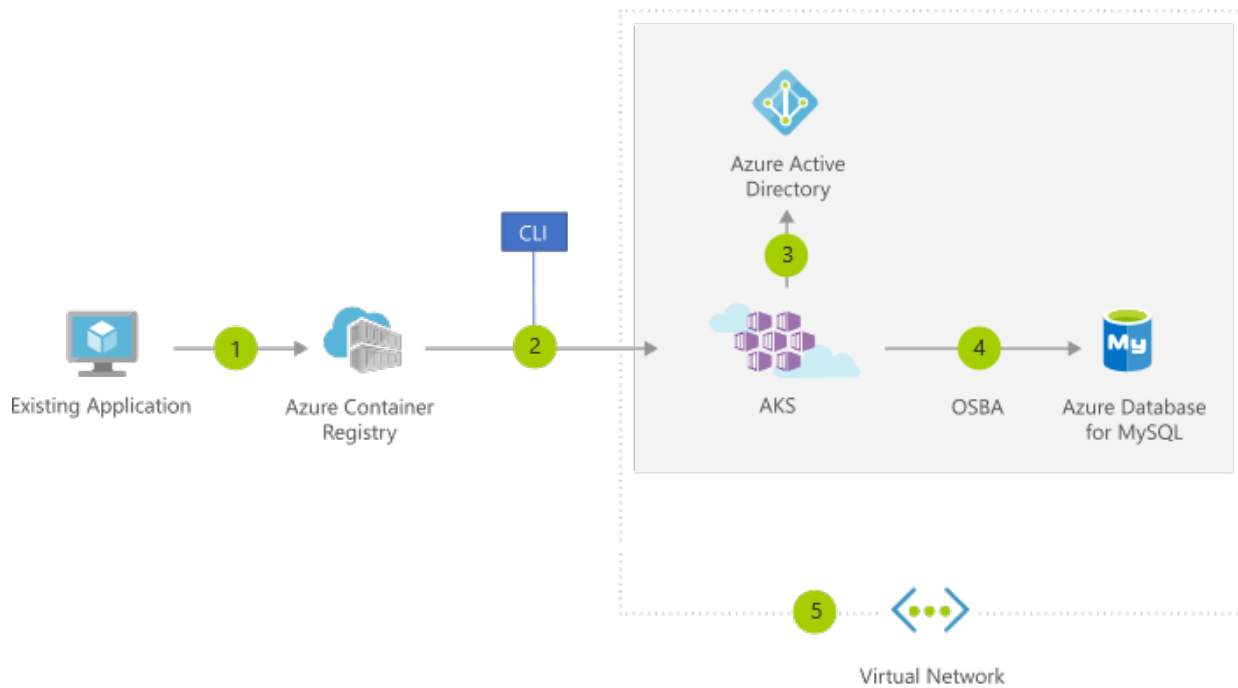 Azure Active
Directory
CLI
3
1
2
4
My
Existing Application
Azure Container
Registry
AKS
OSBA
Azure Database
for MySQL
5
Virtual Network